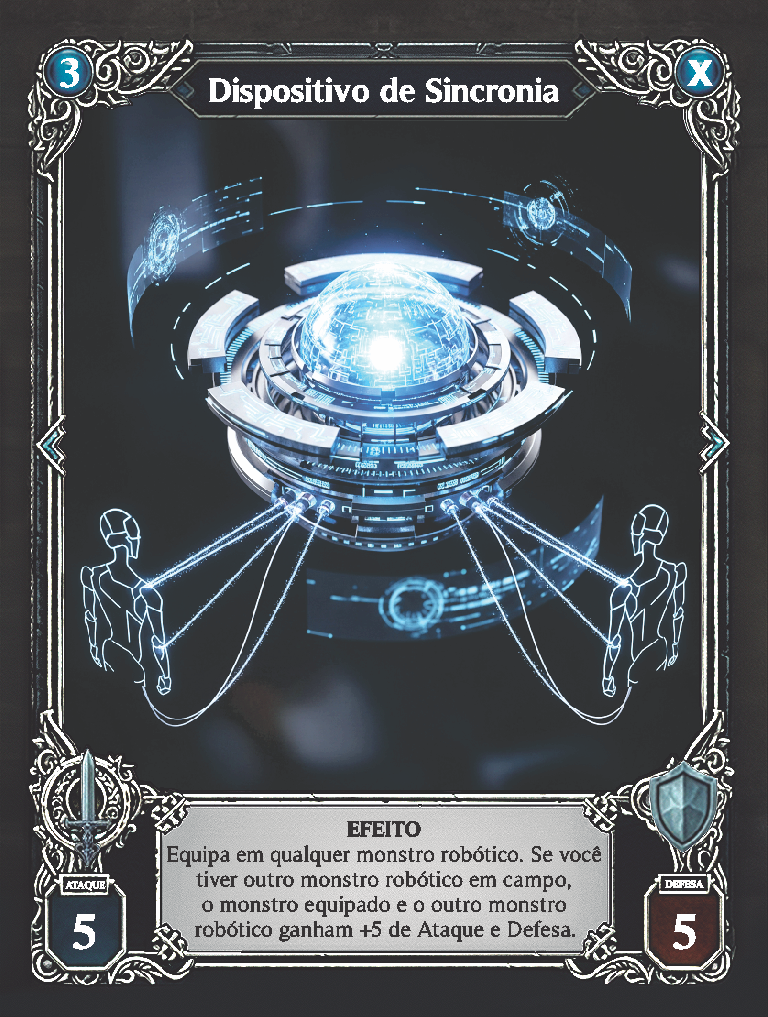 3
Dispositivo de Sincronia
X
EFEITO
Equipa em qualquer monstro robótico. Se você
tiver outro monstro robótico em campo,
o monstro equipado e o outro monstro
robótico ganham +5 de Ataque e Defesa.
ATAQUE
5
DEFESA
5